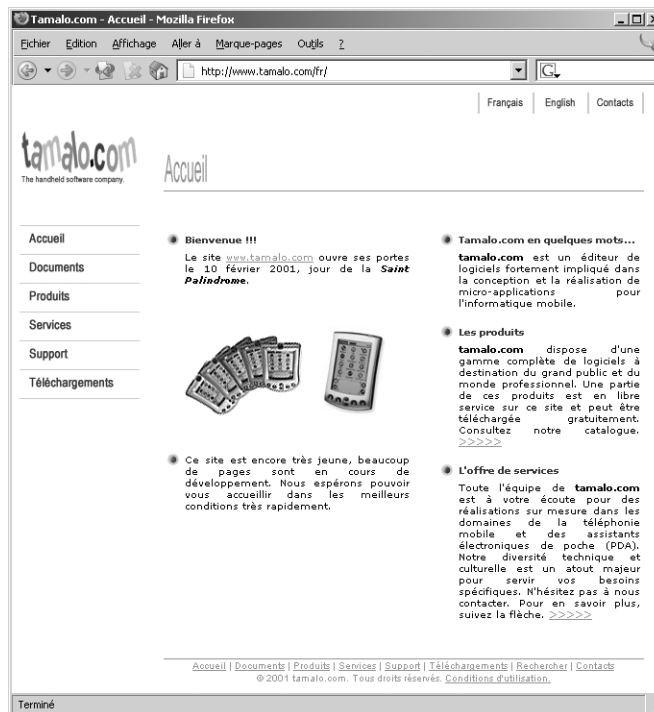 Tamalo.com - Accueil - Mozilla Firefox
Fichier Edition Affichage Aller à Marque-pages Outils ?
http://www.tamalo.com/fr/
G
Français English Contacts
tamalo.com
The handheld software company.
Accueil
Accueil
Documents
Produits
Services
Support
Téléchargements
Bienvenue !!!
Le site www.tamalo.com ouvre ses portes
le 10 février 2001, jour de la Saint
Palindrome.
Ce site est encore très jeune, beaucoup
de pages sont en cours de
développement. Nous espérons pouvoir
vous accueillir dans les meilleurs
conditions très rapidement.
Tamalo.com en quelques mots...
tamalo.com est un éditeur de
logiciels fortement impliqué dans
la conception et la réalisation de
micro-applications pour
l'informatique mobile.
Les produits
tamalo.com dispose d'une
gamme complète de logiciels à
destination du grand public et du
monde professionnel. Une partie
de ces produits est en libre
service sur ce site et peut être
téléchargée gratuitement.
Consultez notre catalogue.
>>>>>
L'offre de services
Toute l'équipe de tamalo.com
est à votre écoute pour des
réalisations sur mesure dans les
domaines de la téléphonie
mobile et des assistants
électroniques de poche (PDA).
Notre diversité technique et
culturelle est un atout majeur
pour servir vos besoins
spécifiques. N'hésitez pas à nous
contacter. Pour en savoir plus,
suivez la flèche. >>>>>
Accueil | Documents | Produits | Services | Support | Téléchargements | Rechercher | Contacts
© 2001 tamalo.com. Tous droits réservés. Conditions d'utilisation.
Terminé